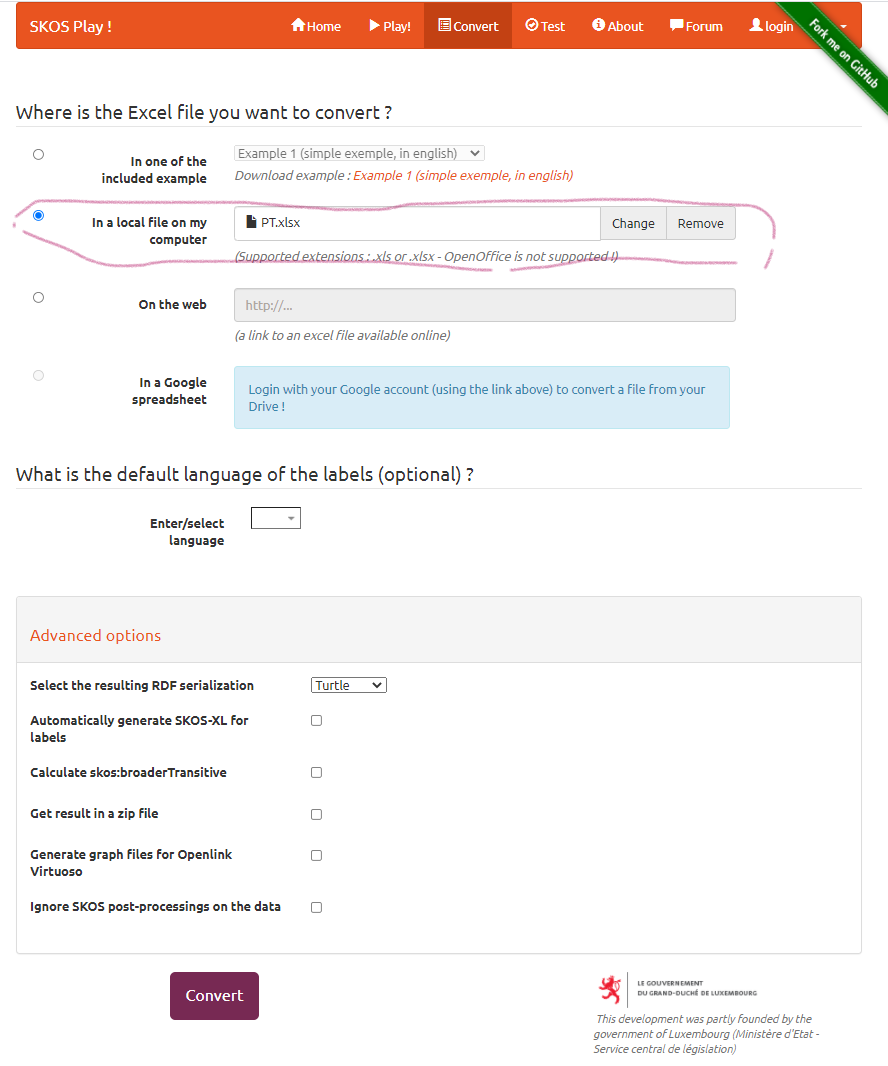 SKOS Play !
Home
Play!
Convert
Test
About
Forum
login
Fork me on GitHub
Where is the Excel file you want to convert ?
In one of the
included example
Example 1 (simple exemple, in english)
Download example : Example 1 (simple exemple, in english)
In a local file on my
computer
PT.xlsx
Change
Remove
(Supported extensions : .xls or .xlsx - OpenOffice is not supported !)
On the web
http://...
(a link to an excel file available online)
In a Google
spreadsheet
Login with your Google account (using the link above) to convert a file from your
Drive !
What is the default language of the labels (optional) ?
Enter/select
language
Advanced options
Select the resulting RDF serialization
Turtle
Automatically generate SKOS-XL for
labels
Calculate skos:broaderTransitive
Get result in a zip file
Generate graph files for Openlink
Virtuoso
Ignore SKOS post-processings on the data
Convert
LE GOUVERNEMENT
DU GRAND-DUCHÉ DE LUXEMBOURG
This development was partly founded by the
government of Luxembourg (Ministère d'Etat -
Service central de législation)